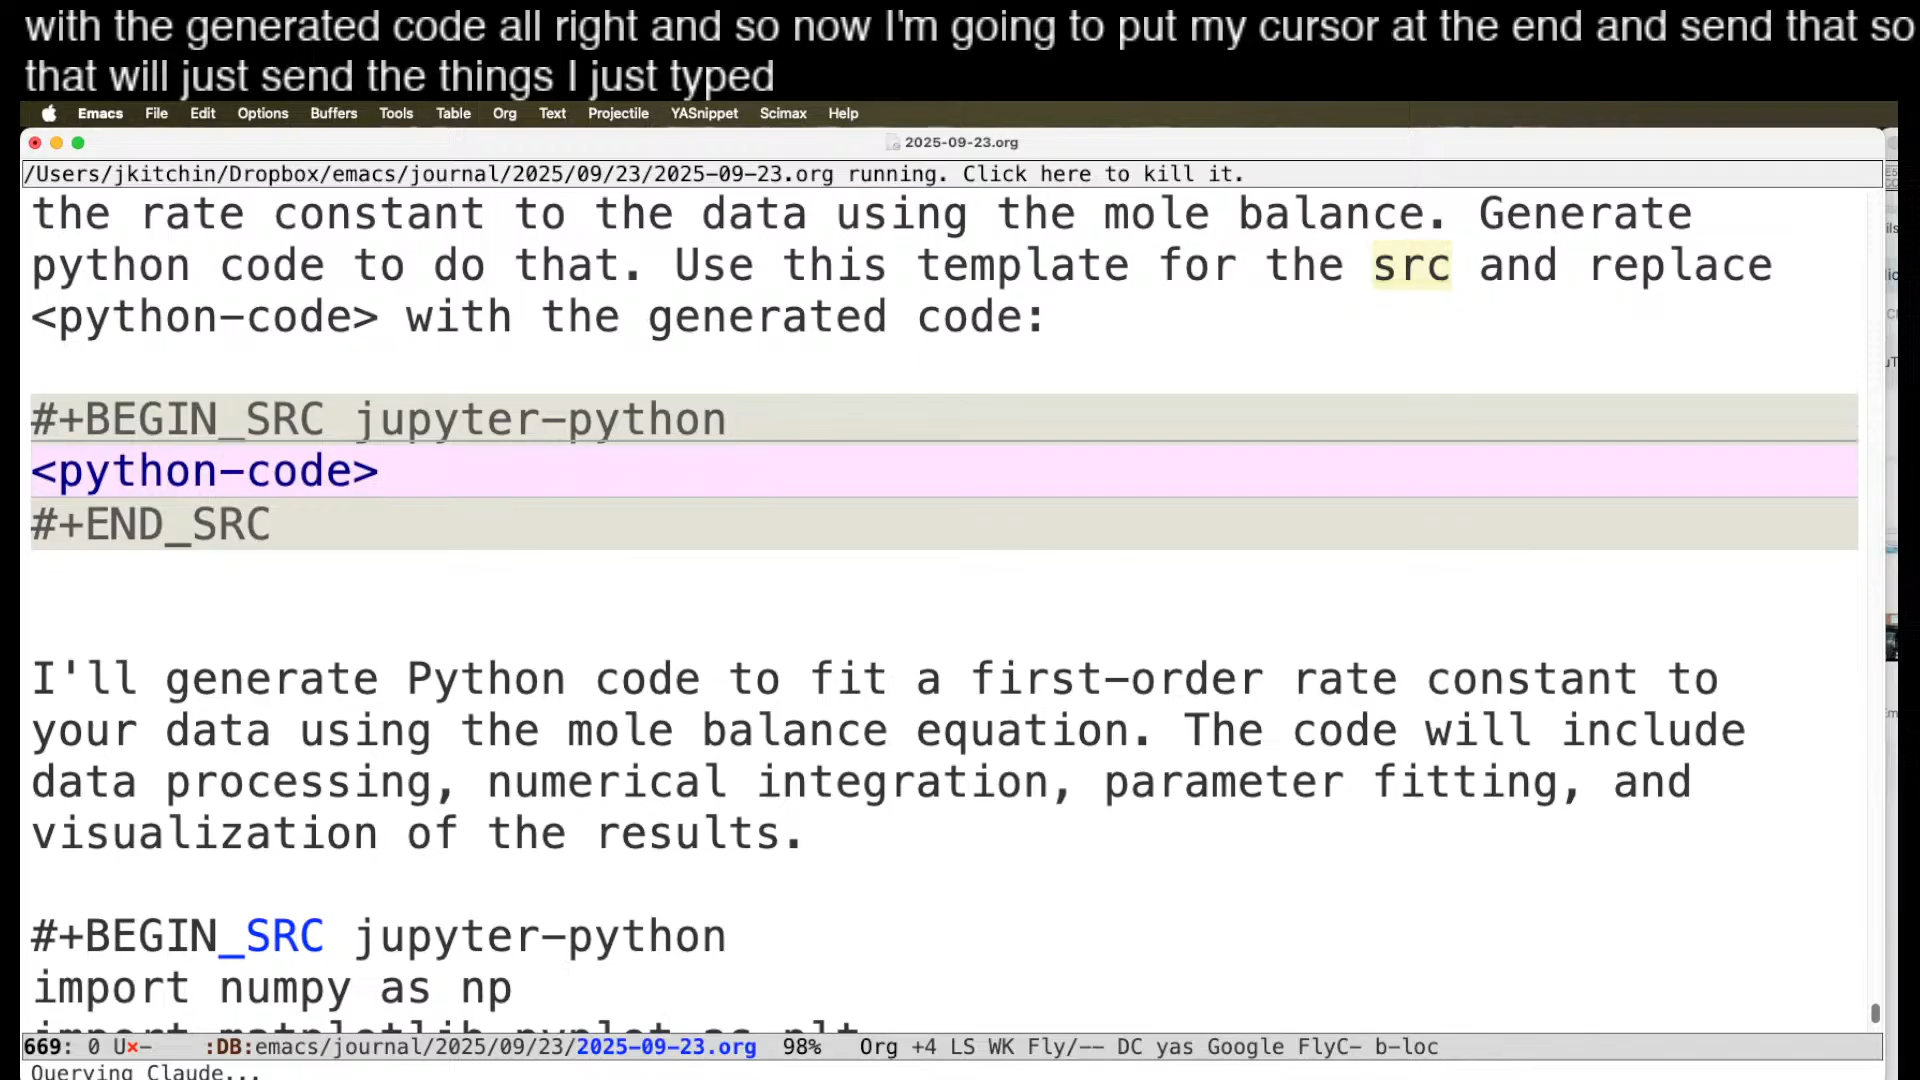 with the generated code all right and so now I'm going to put my cursor at the end and send that so
that will just send the things I just typed
Emacs File Edit Options Buffers Tools Table Org Text Projectile YASnippet Scimax Help
2025-09-23.org
/Users/jkitchin/Dropbox/emacs/journal/2025/09/23/2025-09-23.org running. Click here to kill it.
the rate constant to the data using the mole balance. Generate
python code to do that. Use this template for the src and replace
<python-code> with the generated code:
#+BEGIN_SRC jupyter-python
<python-code>
#+END_SRC
I'll generate Python code to fit a first-order rate constant to
your data using the mole balance equation. The code will include
data processing, numerical integration, parameter fitting, and
visualization of the results.
#+BEGIN_SRC jupyter-python
import numpy as np
import matplotlib.pyplot as plt
669: 0 U×- :DB:emacs/journal/2025/09/23/2025-09-23.org 98% Org +4 LS WK Fly/-- DC yas Google FlyC- b-loc
Querying Claude...